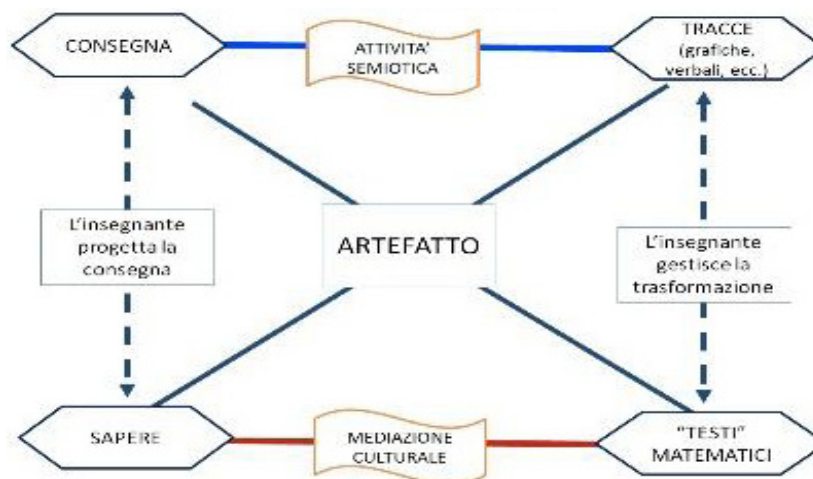 CONSEGNA
ATTIVITA'
SEMIOTICA
TRACCE
(grafiche,
verbali, ecc.)
L'insegnante
progetta la
consegna
ARTEFATTO
L'insegnante
gestisce la
trasformazione
SAPERE
MEDIAZIONE
CULTURALE
"TESTI"
MATEMATICI